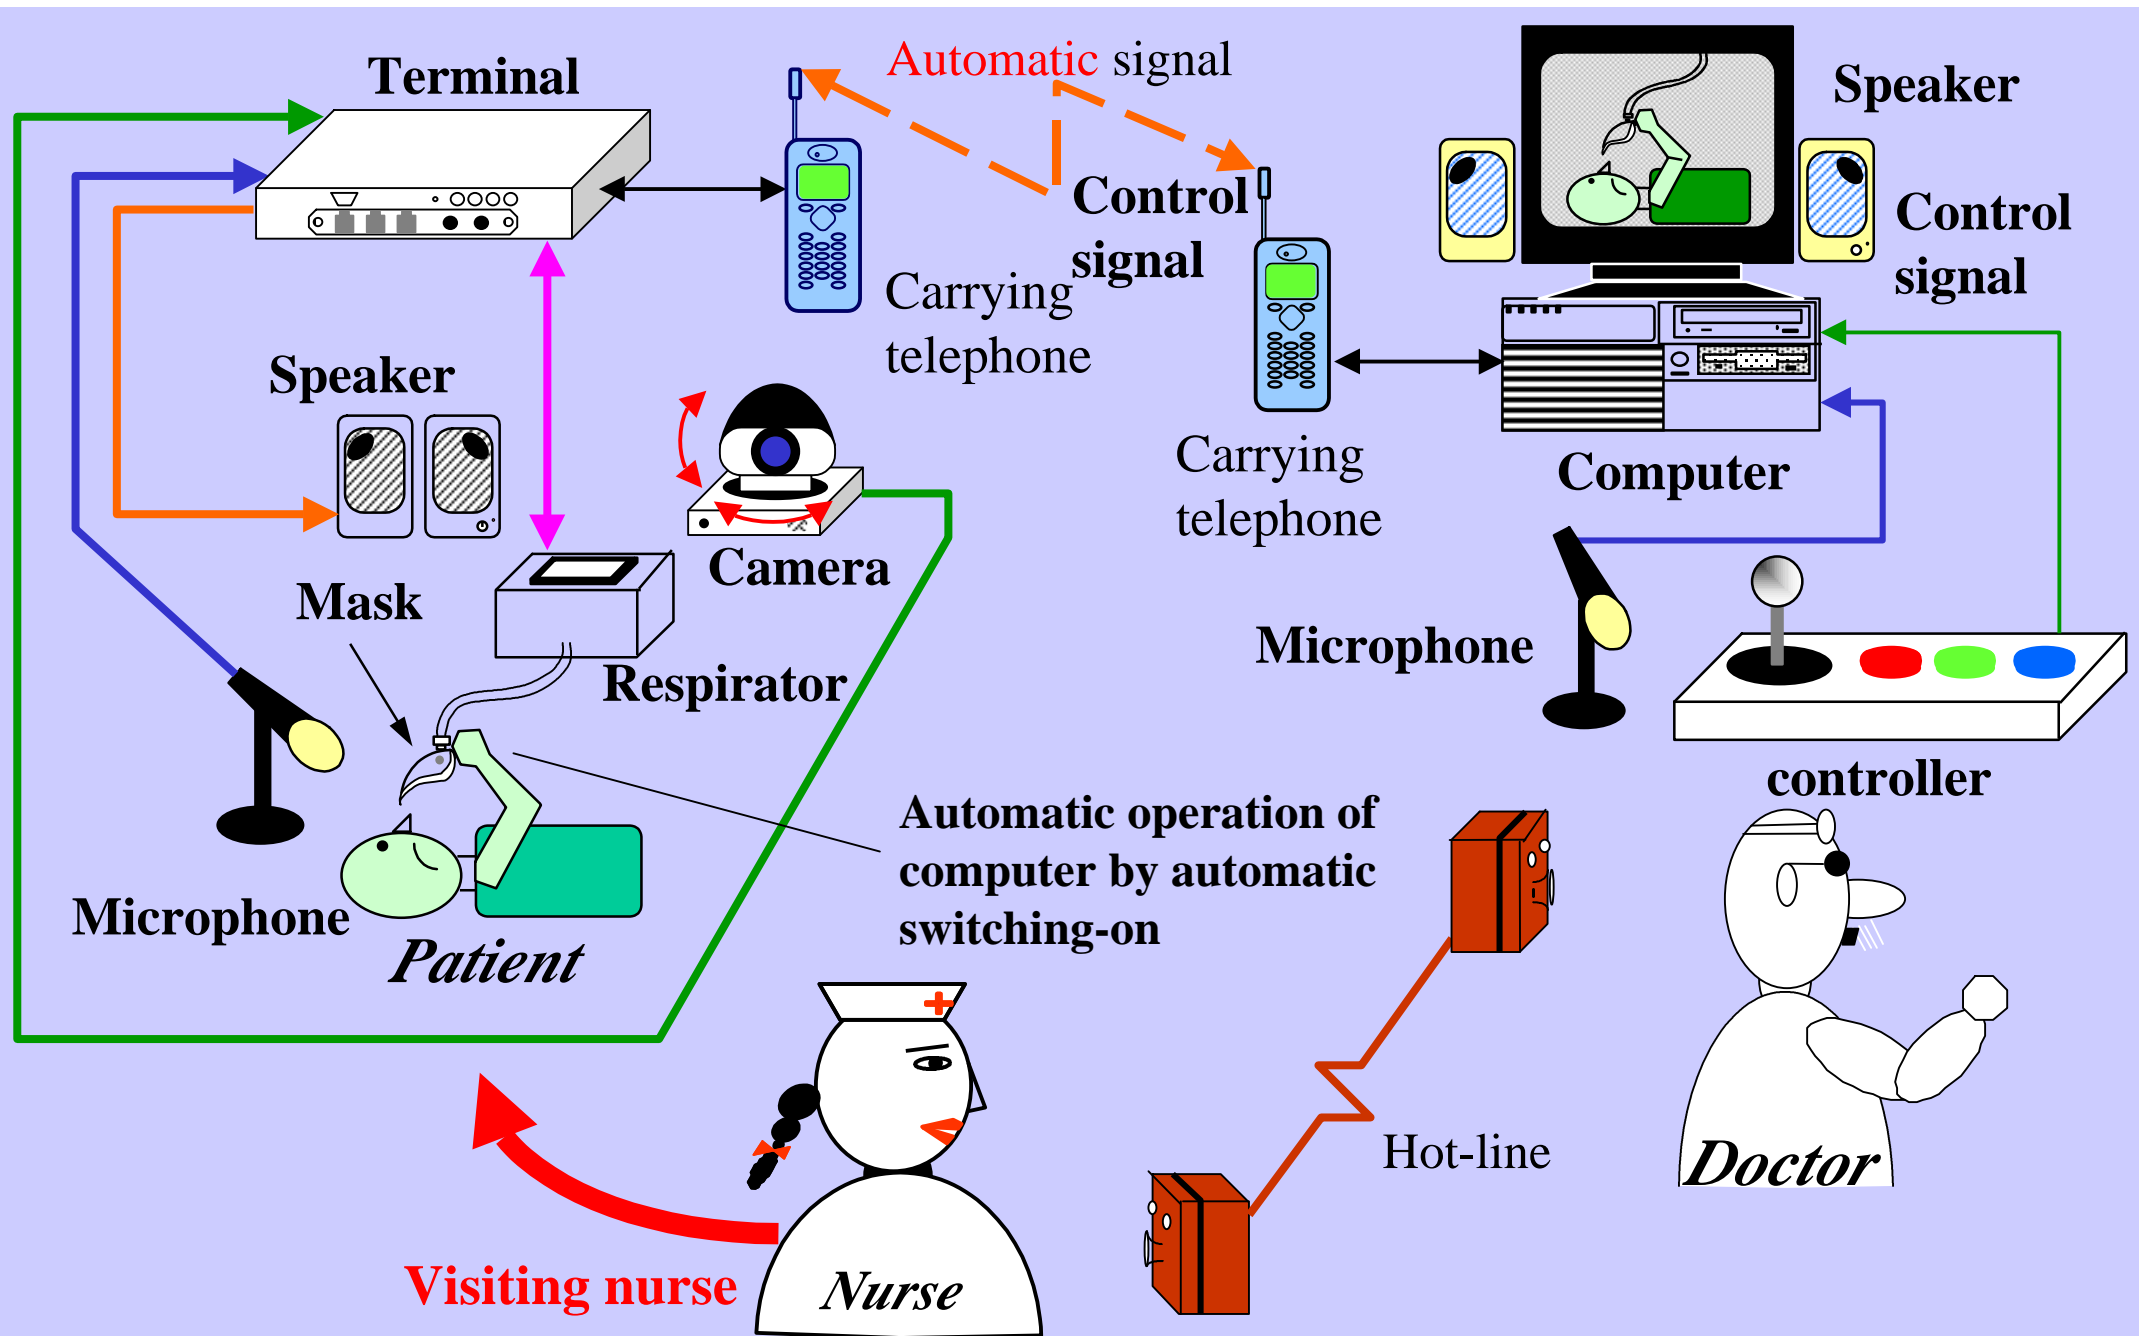 Automatic signal
Terminal
Speaker
Control
signal
Control
signal
Carrying
telephone
Speaker
Carrying
telephone
Computer
Camera
Mask
Microphone
Respirator
controller
Automatic operation of
computer by automatic
switching-on
Microphone
Patient
Hot-line
Doctor
Visiting nurse
Nurse